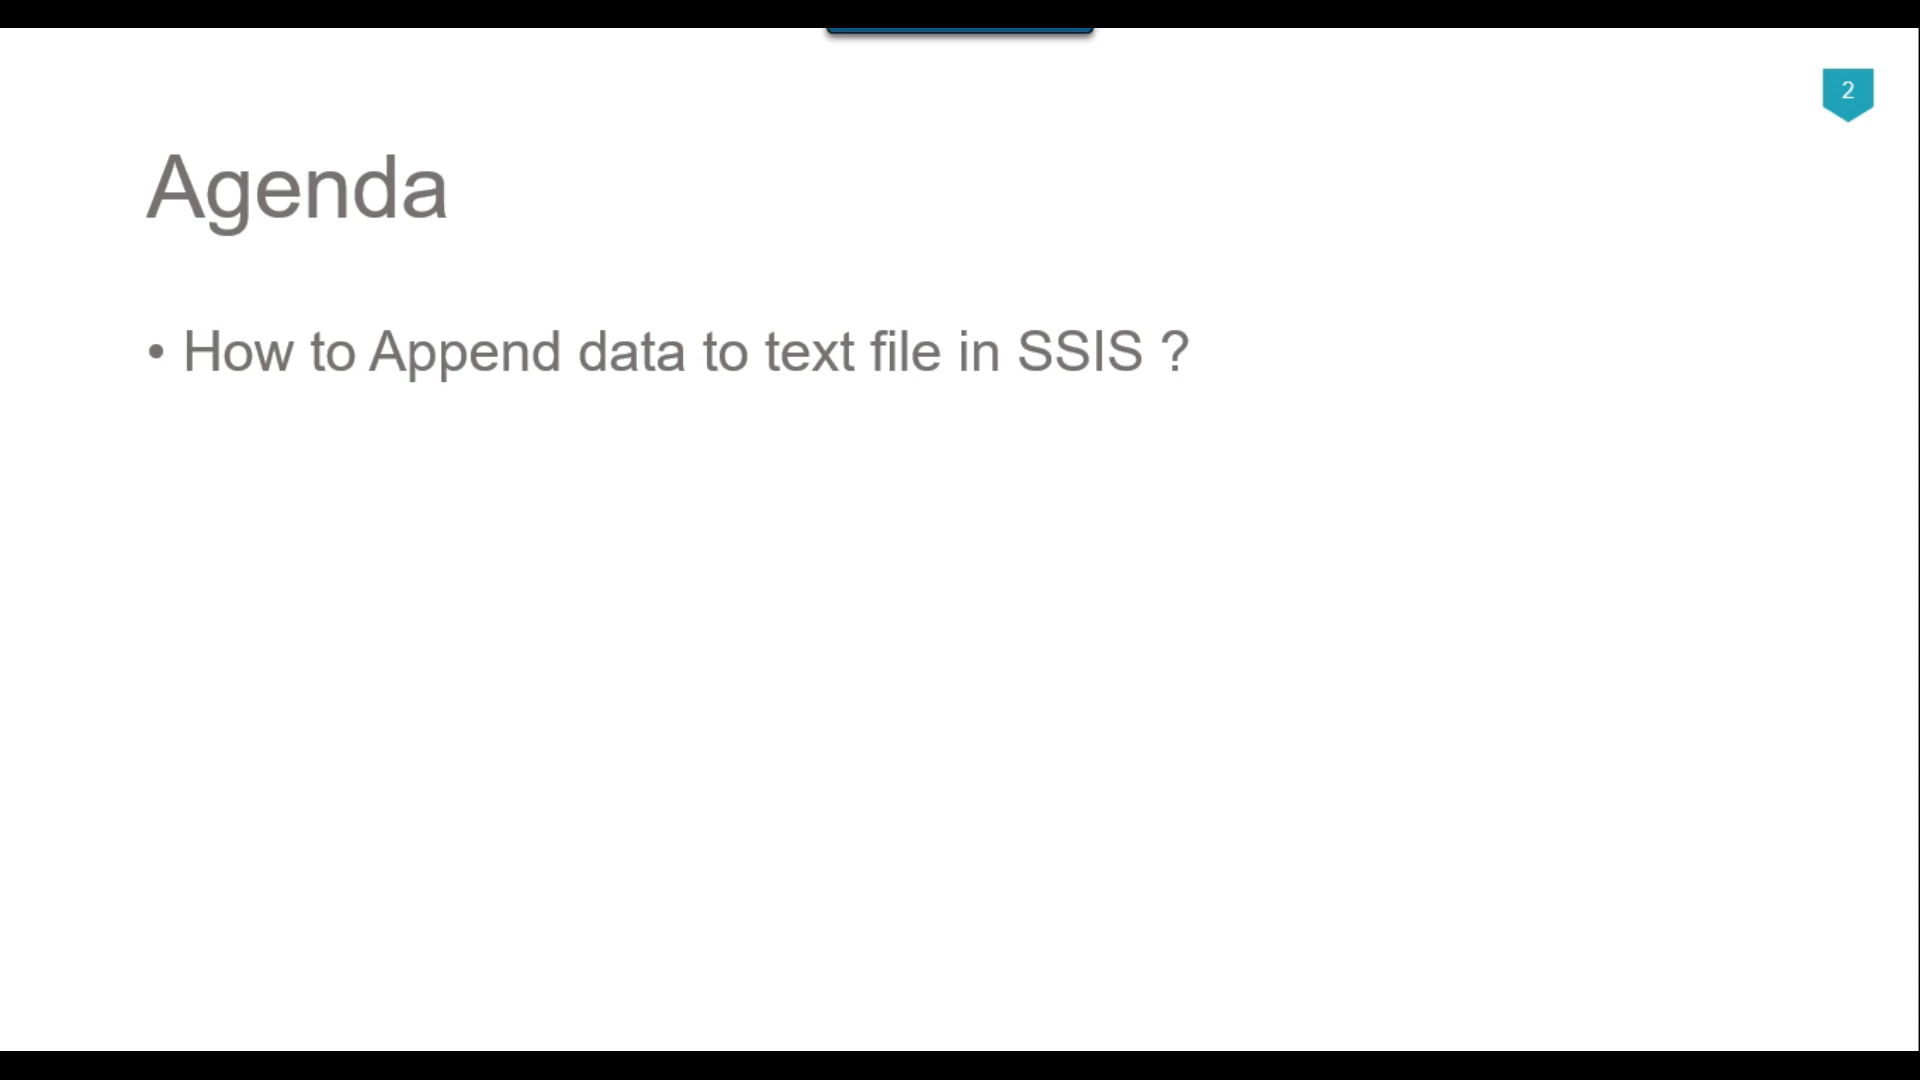 2
Agenda
• How to Append data to text file in SSIS ?